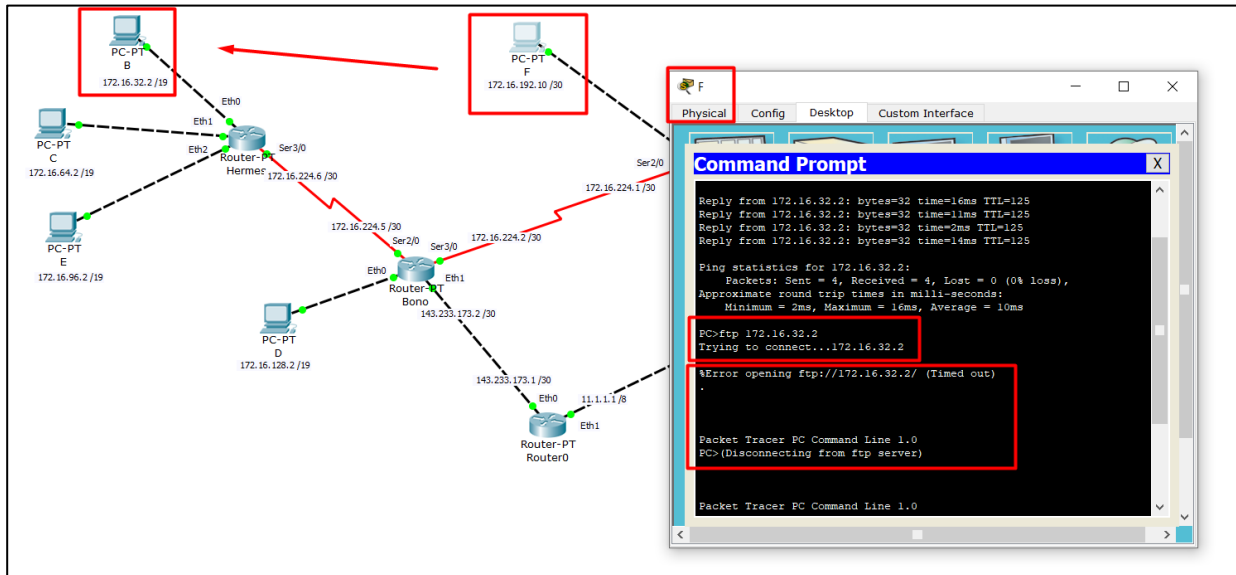 PC-PT
B
172.16.32.2 /19
PC-PT
F
172.16.192.10 /30
Eth0
Eth1
Eth2
PC-PT
C
172.16.64.2 /19
Router-PT
Hermes
Ser3/0
172.16.224.6 /30
Ser2/0
172.16.224.1 /30
PC-PT
E
172.16.96.2 /19
172.16.224.5 /30
172.16.224.2 /30
Ser2/0
Ser3/0
Eth0
Eth1
Router-PT
Bono
143.233.173.2 /30
PC-PT
D
172.16.128.2 /19
143.233.173.1 /30
Eth0
11.1.1.1 /8
Eth1
Router-PT
Router0
F
Physical Config Desktop Custom Interface
Command Prompt X
Reply from 172.16.32.2: bytes=32 time=16ms TTL=125
Reply from 172.16.32.2: bytes=32 time=11ms TTL=125
Reply from 172.16.32.2: bytes=32 time=2ms TTL=125
Reply from 172.16.32.2: bytes=32 time=14ms TTL=125
Ping statistics for 172.16.32.2:
Packets: Sent = 4, Received = 4, Lost = 0 (0% loss),
Approximate round trip times in milli-seconds:
Minimum = 2ms, Maximum = 16ms, Average = 10ms
PC>ftp 172.16.32.2
Trying to connect...172.16.32.2
%Error opening ftp://172.16.32.2/ (Timed out)
.
Packet Tracer PC Command Line 1.0
PC>(Disconnecting from ftp server)
Packet Tracer PC Command Line 1.0